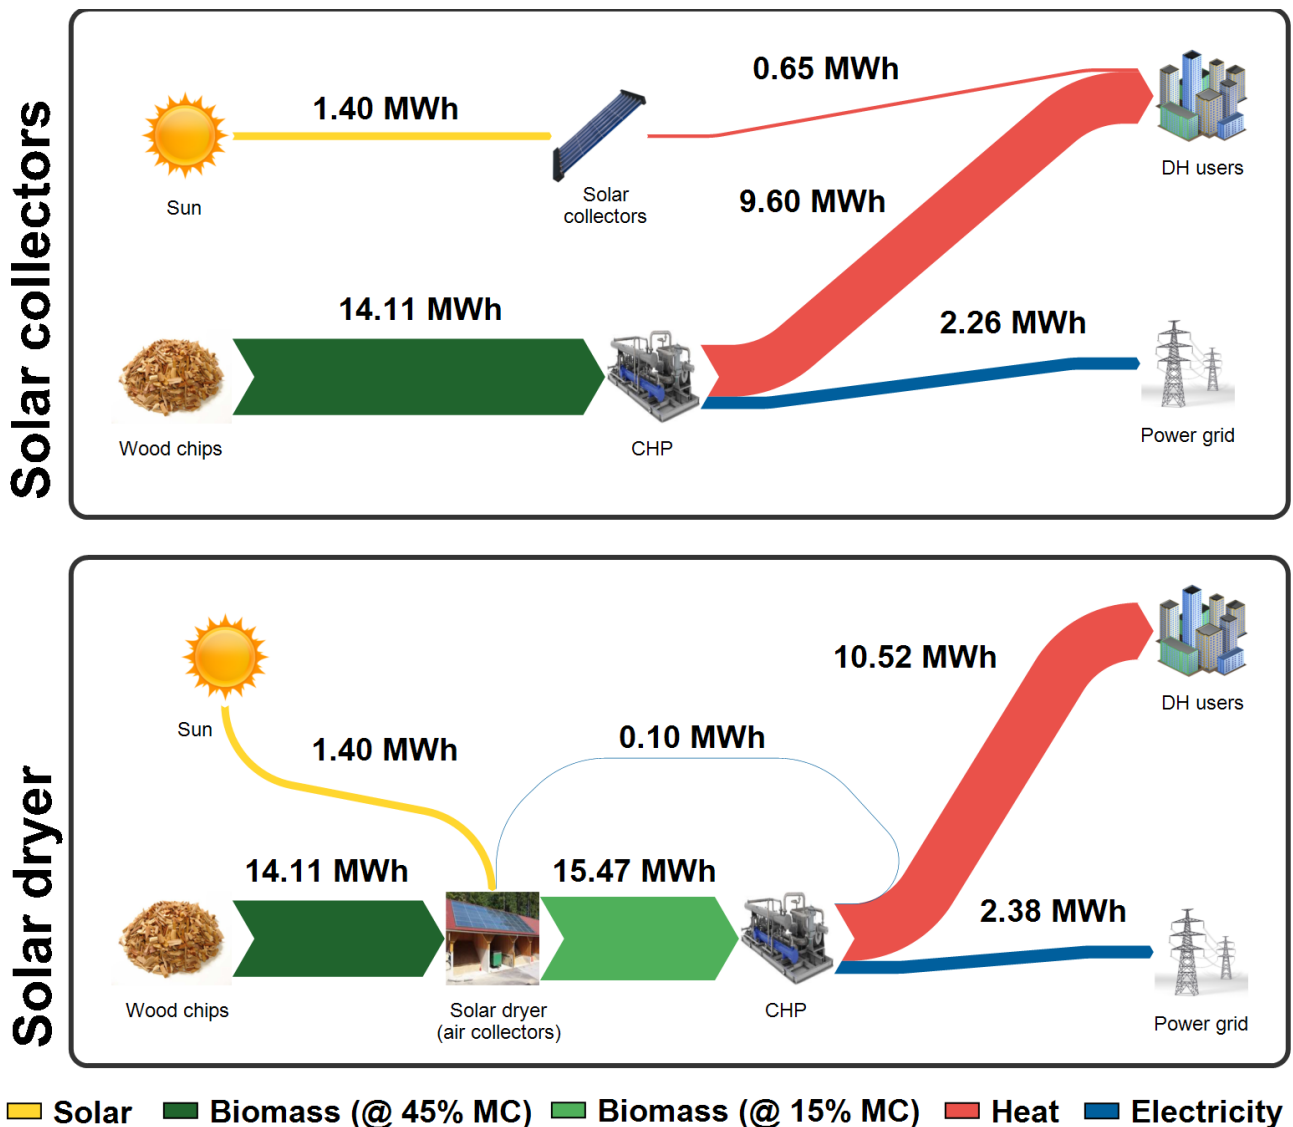 Solar collectors
0.65 MWh
1.40 MWh
Sun
Solar
collectors
DH users
9.60 MWh
14.11 MWh
2.26 MWh
Wood chips
CHP
Power grid
Solar dryer
10.52 MWh
DH users
Sun
1.40 MWh
0.10 MWh
14.11 MWh
15.47 MWh
2.38 MWh
Wood chips
Solar dryer
(air collectors)
CHP
Power grid
Solar
Biomass (@ 45% MC)
Biomass (@ 15% MC)
Heat
Electricity